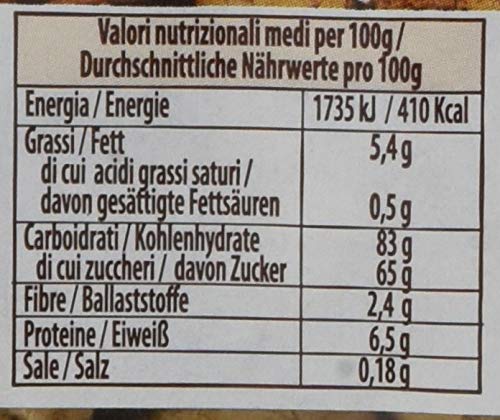 Valori nutrizionali medi per 100g/
Durchschnittliche Nährwerte pro 100g
Energia / Energie 1735 kJ / 410 Kcal
Grassi / Fett 5,4 g
di cui acidi grassi saturi /
davon gesättigte Fettsäuren 0,5 g
Carboidrati / Kohlenhydrate 83 g
di cui zuccheri / davon Zucker 65 g
Fibre / Ballaststoffe 2,4 g
Proteine / Eiweiß 6,5 g
Sale / Salz 0,18 g